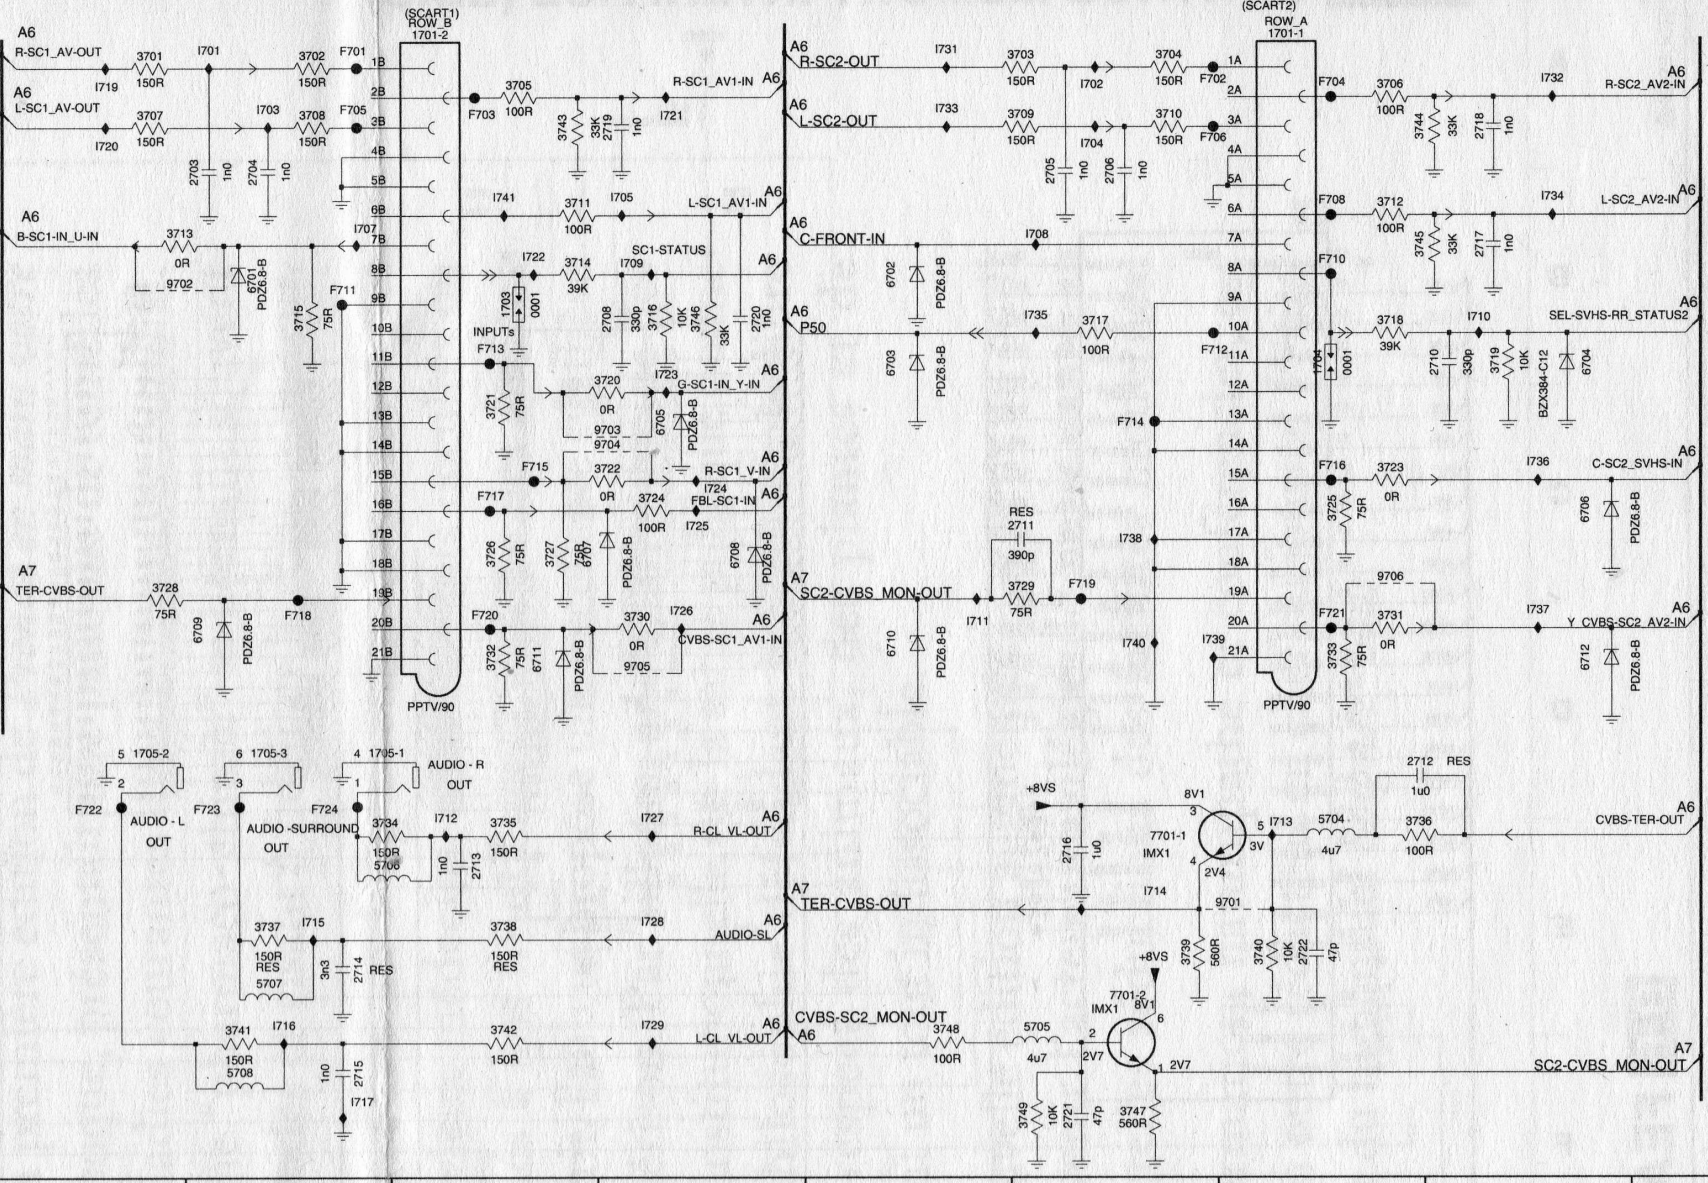 (SCART1)
ROW_B
1701-2
A6
R-SC1_AV-OUT
I719
3701
150R
I701
3702
150R
F701
1B
A6
L-SC1_AV-OUT
I720
3707
150R
I703
3708
150R
F705
2B
3B
2703
1n0
2704
1n0
4B
5B
6B
A6
B-SC1-IN_U-IN
3713
0R
9702
6701
PDZ6.8-B
3715
75R
I707
7B
8B
F711
9B
10B
11B
12B
13B
14B
15B
16B
17B
18B
19B
20B
21B
PPTV/90
A7
TER-CVBS-OUT
3728
75R
6709
PDZ6.8-B
F718
F703
3705
100R
3743
33K
2719
1n0
I721
R-SC1_AV1-IN
A6
I741
3711
100R
I705
L-SC1_AV1-IN
A6
SC1-STATUS
I722
3714
39K
I709
A6
1703
0001
2708
330p
3716
10K
3746
33K
2720
1n0
INPUTs
F713
3721
75R
3720
0R
I723
G-SC1-IN_Y-IN
A6
9703
9704
6705
PDZ6.8-B
F715
3722
0R
R-SC1_V-IN
I724
A6
F717
3724
100R
FBL-SC1-IN
I725
A6
3726
75R
3727
75R
6707
PDZ6.8-B
6708
PDZ6.8-B
F720
3730
0R
I726
A6
CVBS-SC1_AV1-IN
3732
75R
6711
PDZ6.8-B
9705
(SCART2)
ROW_A
1701-1
A6
R-SC2-OUT
I731
3703
150R
I702
3704
150R
F702
1A
A6
L-SC2-OUT
I733
3709
150R
I704
3710
150R
F706
2A
3A
2705
1n0
2706
1n0
4A
5A
6A
A6
C-FRONT-IN
I708
7A
6702
PDZ6.8-B
8A
9A
A6
P50
I735
3717
100R
F712
10A
6703
PDZ6.8-B
11A
12A
F714
13A
14A
15A
16A
I738
17A
18A
A7
SC2-CVBS_MON-OUT
RES
2711
390p
I711
3729
75R
F719
19A
20A
6710
PDZ6.8-B
I740
I739
21A
PPTV/90
F704
3706
100R
3744
33K
2718
1n0
I732
R-SC2_AV2-IN
A6
F708
3712
100R
3745
33K
2717
1n0
I734
L-SC2_AV2-IN
A6
F710
1704
0001
3718
39K
I710
SEL-SVHS-RR_STATUS2
A6
2710
330p
3719
10K
BZX384-C12
6704
F716
3723
0R
3725
75R
I736
C-SC2_SVHS-IN
A6
6706
PDZ6.8-B
9706
F721
3731
0R
3733
75R
I737
Y_CVBS-SC2_AV2-IN
A6
6712
PDZ6.8-B
5 1705-2
2
F722
AUDIO - L
OUT
6 1705-3
3
F723
AUDIO -SURROUND
OUT
4 1705-1
1
F724
AUDIO - R
OUT
3734
150R
5706
I712
1n0
2713
3735
150R
I727
R-CL_VL-OUT
A6
3737
150R
RES
5707
I715
3n3
2714
RES
3738
150R
RES
I728
AUDIO-SL
A6
3741
150R
5708
I716
1n0
2715
I717
3742
150R
I729
L-CL_VL-OUT
A6
+8VS
2716
1u0
8V1
3
7701-1
IMX1
4
2V4
5
3V
I713
5704
4u7
2712
RES
1u0
3736
100R
CVBS-TER-OUT
A6
A7
TER-CVBS-OUT
I714
9701
3739
560R
3740
10K
2722
47p
+8VS
CVBS-SC2_MON-OUT
A6
3748
100R
5705
4u7
7701-2
IMX1
8V1
6
2
2V7
1
2V7
3749
10K
2721
47p
3747
560R
SC2-CVBS_MON-OUT
A7